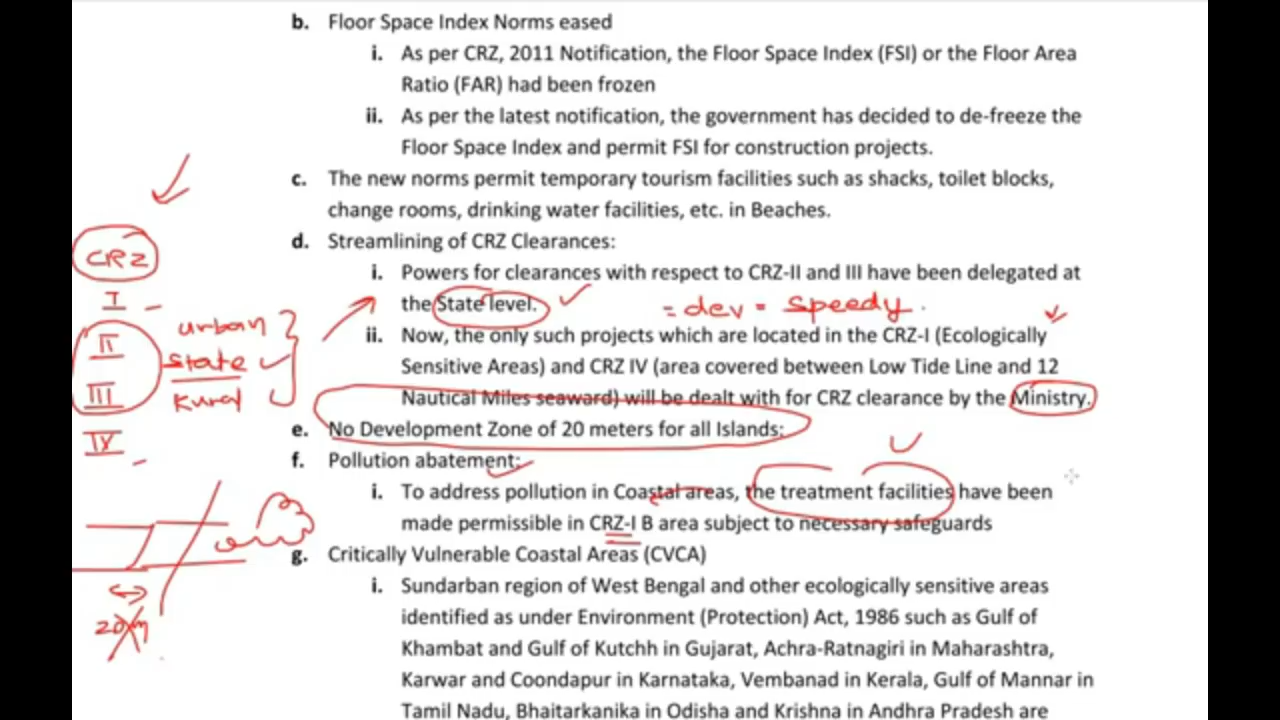 b. Floor Space Index Norms eased
i. As per CRZ, 2011 Notification, the Floor Space Index (FSI) or the Floor Area
Ratio (FAR) had been frozen
ii. As per the latest notification, the government has decided to de-freeze the
Floor Space Index and permit FSI for construction projects.
c. The new norms permit temporary tourism facilities such as shacks, toilet blocks,
change rooms, drinking water facilities, etc. in Beaches.
d. Streamlining of CRZ Clearances:
i. Powers for clearances with respect to CRZ-II and III have been delegated at
the State level.
= dev = speedy.
ii. Now, the only such projects which are located in the CRZ-I (Ecologically
Sensitive Areas) and CRZ IV (area covered between Low Tide Line and 12
Nautical Miles seaward) will be dealt with for CRZ clearance by the Ministry.
e. No Development Zone of 20 meters for all Islands:
f. Pollution abatement:
i. To address pollution in Coastal areas, the treatment facilities have been
made permissible in CRZ-I B area subject to necessary safeguards
g. Critically Vulnerable Coastal Areas (CVCA)
i. Sundarban region of West Bengal and other ecologically sensitive areas
identified as under Environment (Protection) Act, 1986 such as Gulf of
Khambat and Gulf of Kutchh in Gujarat, Achra-Ratnagiri in Maharashtra,
Karwar and Coondapur in Karnataka, Vembanad in Kerala, Gulf of Mannar in
Tamil Nadu, Bhaitarkanika in Odisha and Krishna in Andhra Pradesh are
CRZ
I
II urban
State
III Rural
IV
20m